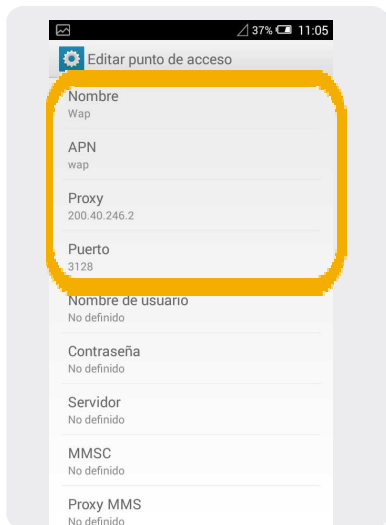 37% 11:05
Editar punto de acceso
Nombre
Wap
APN
wap
Proxy
200.40.246.2
Puerto
3128
Nombre de usuario
No definido
Contraseña
No definido
Servidor
No definido
MMSC
No definido
Proxy MMS
No definido